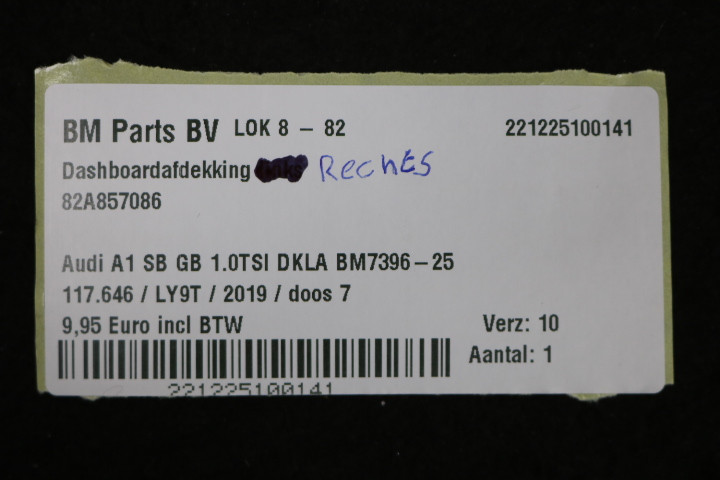 BM Parts BV LOK 8 – 82 221225100141
Dashboardafdekking Rechts
82A857086
Audi A1 SB GB 1.0TSI DKLA BM7396-25
117.646 / LY9T / 2019 / doos 7
9,95 Euro incl BTW Verz: 10
Aantal: 1
221225100141